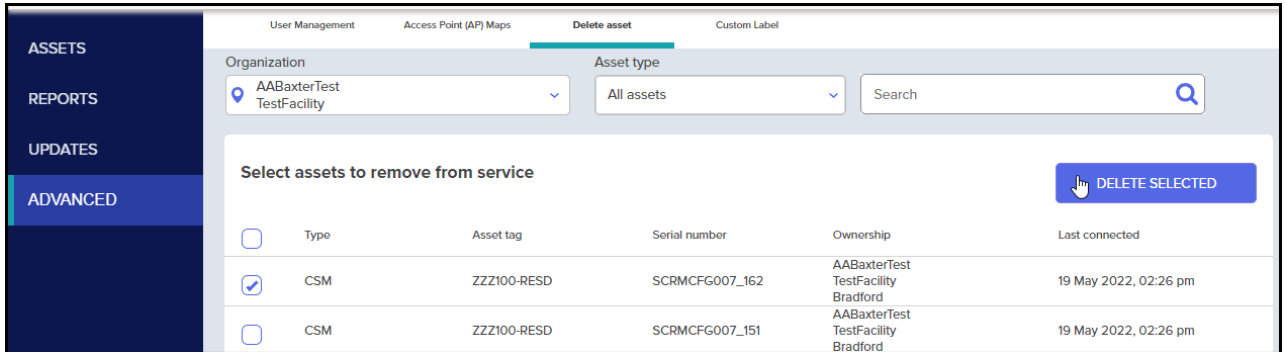 User Management Access Point (AP) Maps Delete asset Custom Label
ASSETS
REPORTS
UPDATES
ADVANCED
Organization Asset type
AABaxterTest
TestFacility
All assets
Search
Select assets to remove from service
DELETE SELECTED
Type Asset tag Serial number Ownership Last connected
CSM ZZZ100-RESD SCRMCFG007_162 AABaxterTest 19 May 2022, 02:26 pm
TestFacility
Bradford
CSM ZZZ100-RESD SCRMCFG007_151 AABaxterTest 19 May 2022, 02:26 pm
TestFacility
Bradford